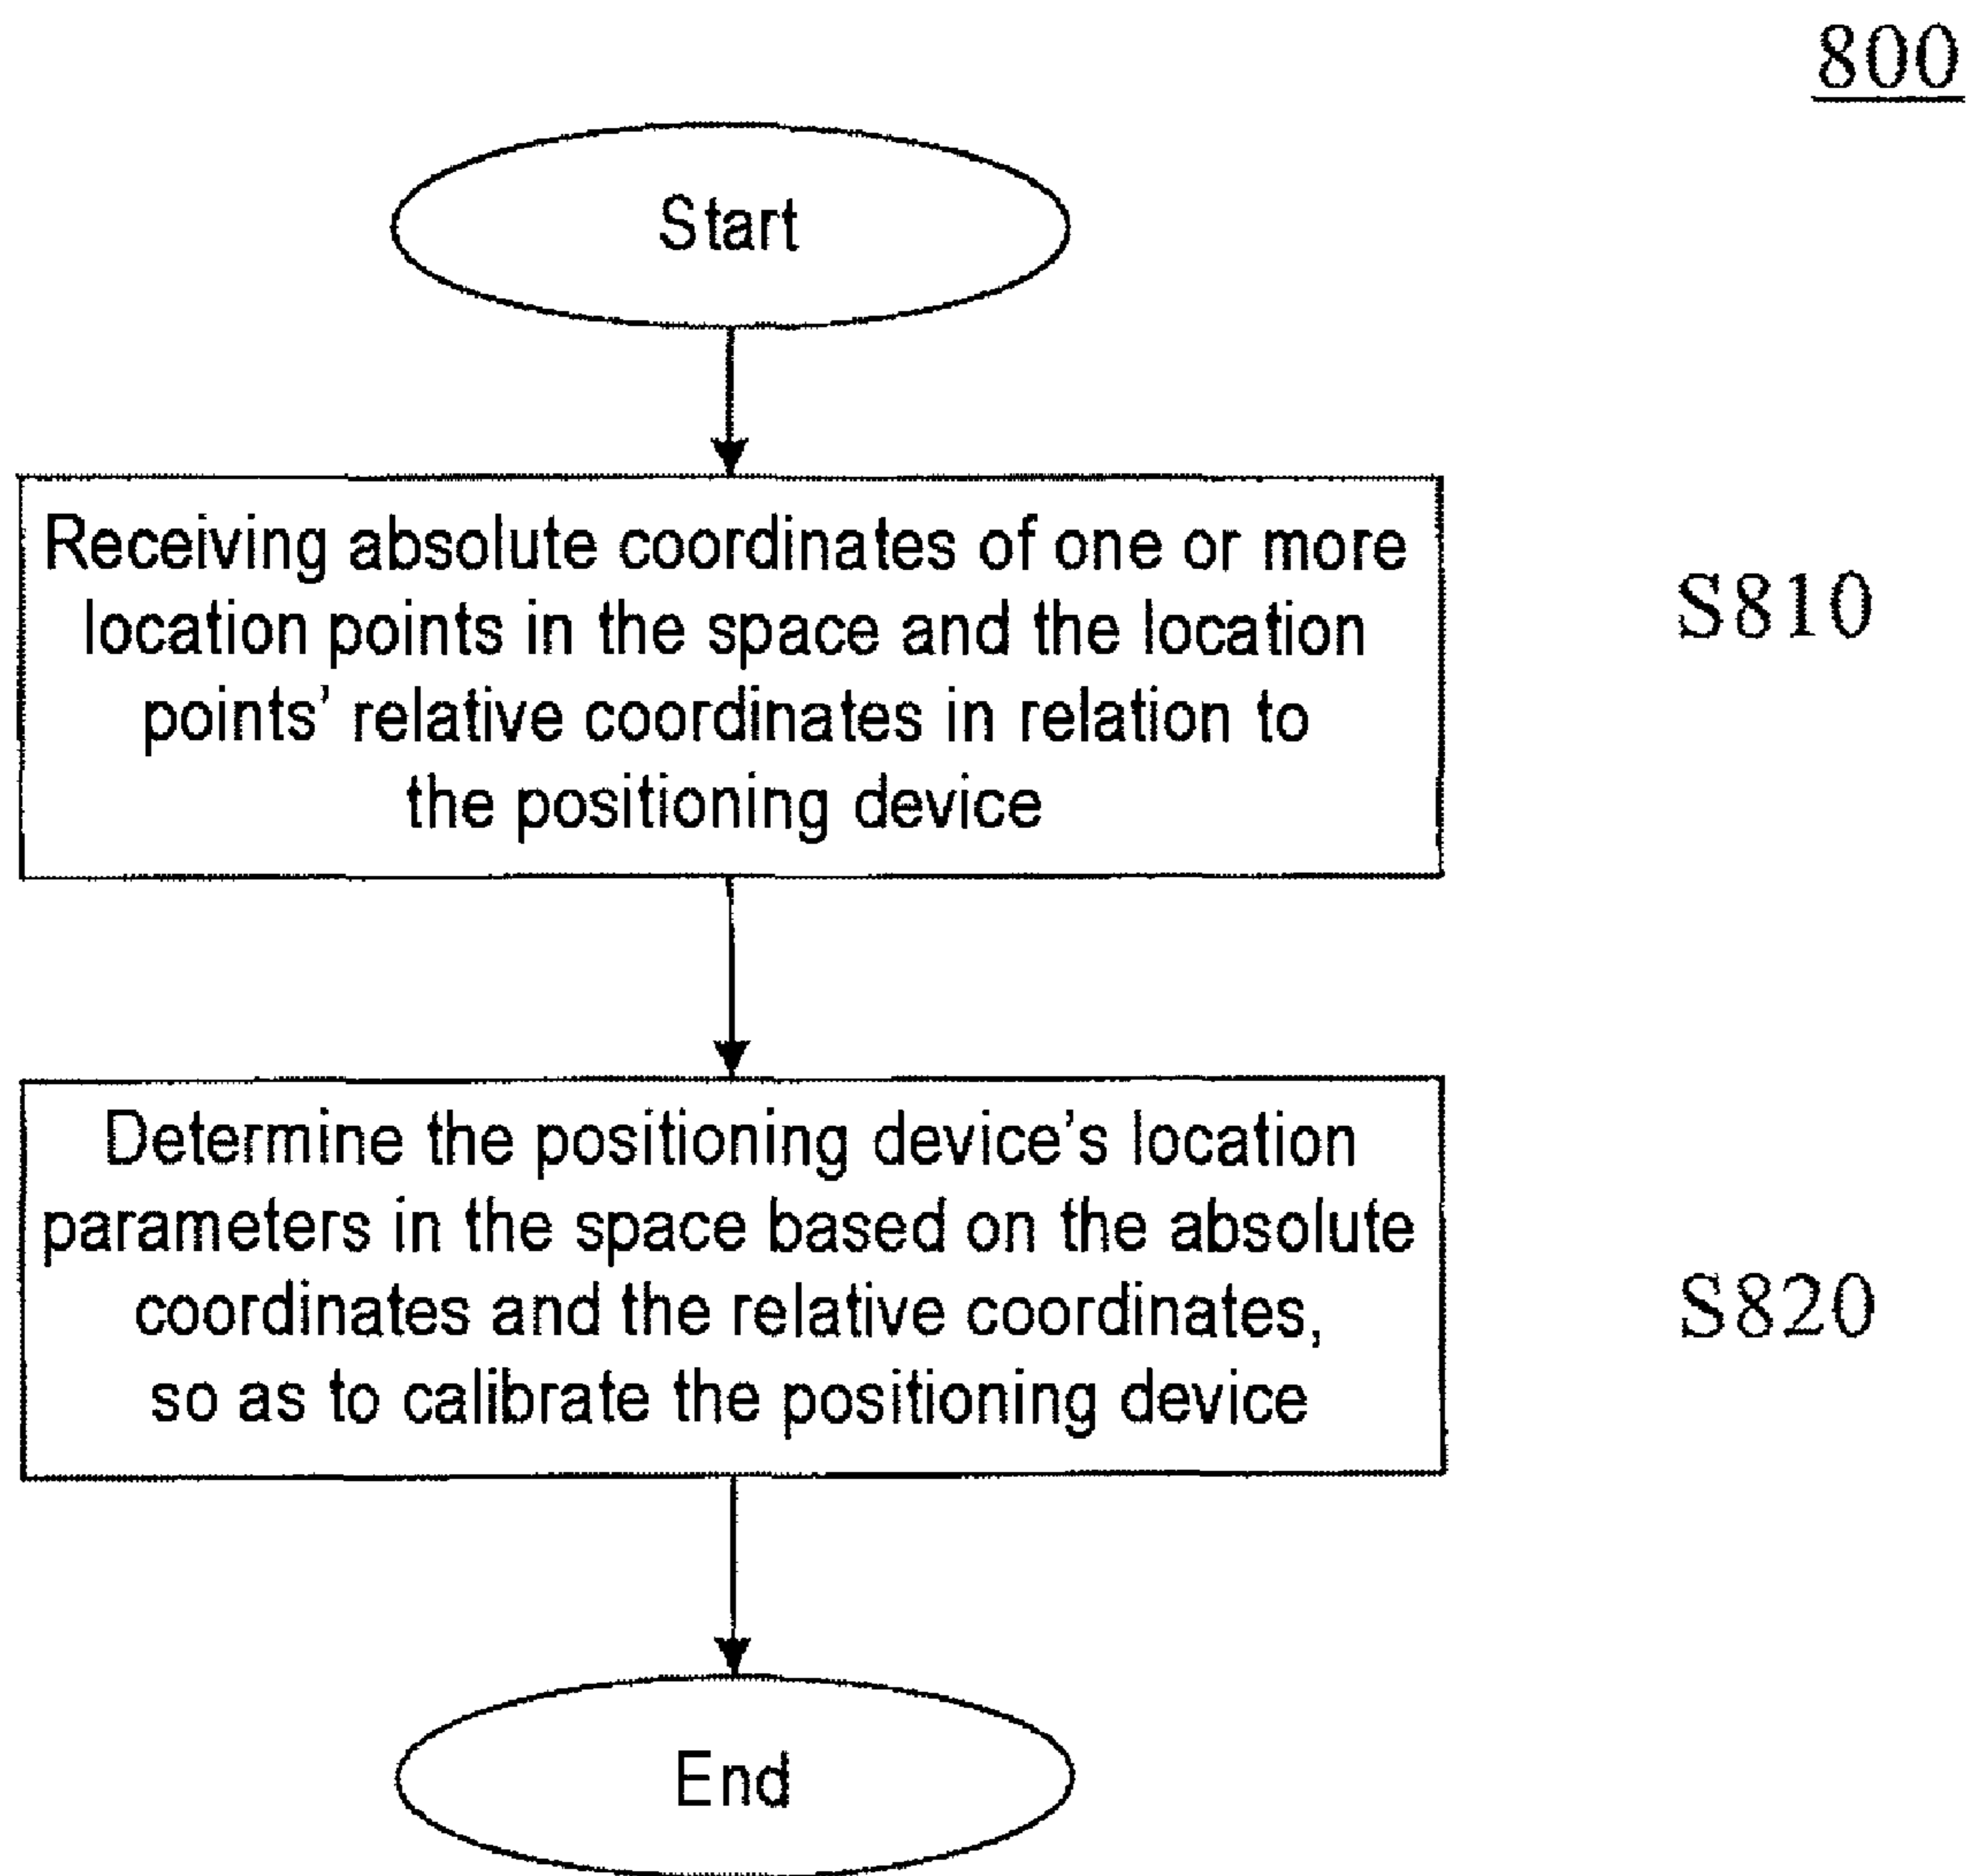 800
Start
Receiving absolute coordinates of one or more
location points in the space and the location
points’ relative coordinates in relation to
the positioning device
S810
Determine the positioning device’s location
parameters in the space based on the absolute
coordinates and the relative coordinates,
so as to calibrate the positioning device
S820
End